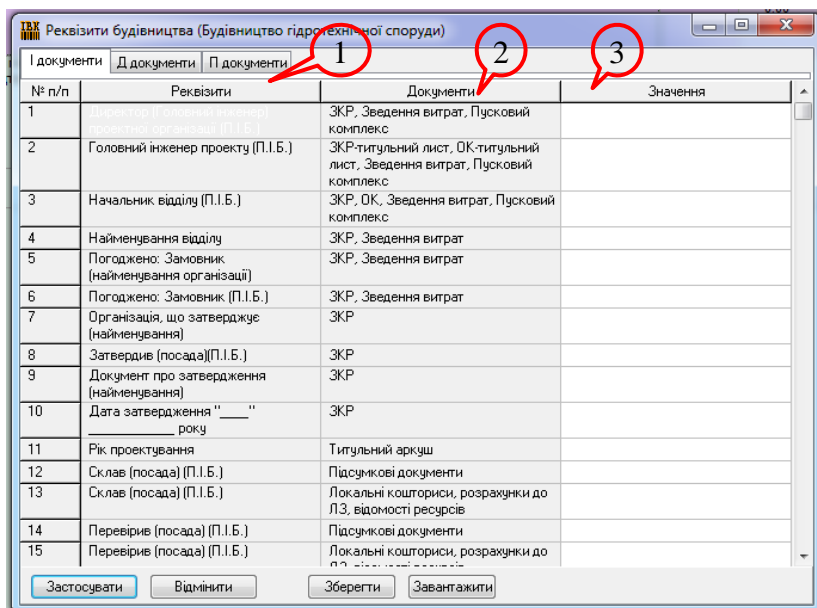 ІВК Реквізити будівництва (Будівництво гідротехнічної споруди)
0.00
І документи Д документи П документи
1 2 3
№ п/п Реквізити Документи Значення
1 Директор (Головний інженер) ЗКР, Зведення витрат, Пусковий
проектної організації (П.І.Б.) комплекс
2 Головний інженер проекту (П.І.Б.) ЗКР-титульний лист, ОК-титульний
лист, Зведення витрат, Пусковий
комплекс
3 Начальник відділу (П.І.Б.) ЗКР, ОК, Зведення витрат, Пусковий
комплекс
4 Найменування відділу ЗКР, Зведення витрат
5 Погоджено: Замовник ЗКР, Зведення витрат
(найменування організації)
6 Погоджено: Замовник (П.І.Б.) ЗКР, Зведення витрат
7 Організація, що затверджує ЗКР
(найменування)
8 Затвердив (посада)(П.І.Б.) ЗКР
9 Документ про затвердження ЗКР
(найменування)
10 Дата затвердження "____" ЗКР
____________ року
11 Рік проектування Титульний аркуш
12 Склав (посада) (П.І.Б.) Підсумкові документи
13 Склав (посада) (П.І.Б.) Локальні кошториси, розрахунки до
ЛЗ, відомості ресурсів
14 Перевірив (посада) (П.І.Б.) Підсумкові документи
15 Перевірив (посада) (П.І.Б.) Локальні кошториси, розрахунки до
Застосувати Відмінити Зберегти Завантажити